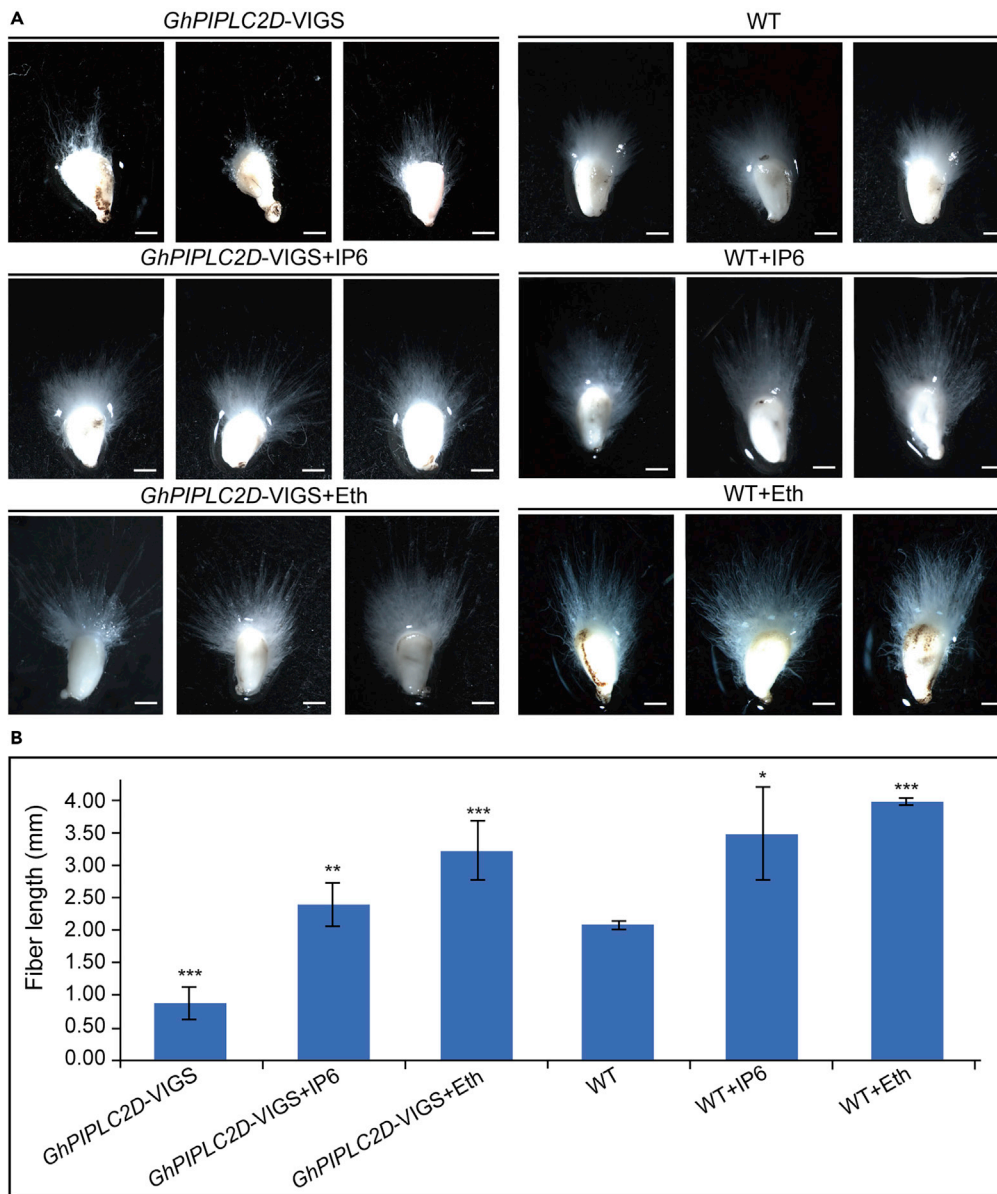 A
GhPIPLC2D-VIGS
WT
GhPIPLC2D-VIGS+IP6
WT+IP6
GhPIPLC2D-VIGS+Eth
WT+Eth
B
Fiber length (mm)
4.00
3.50
3.00
2.50
2.00
1.50
1.00
0.50
0.00
***
**
***
*
***
GhPIPLC2D-VIGS
GhPIPLC2D-VIGS+IP6
GhPIPLC2D-VIGS+Eth
WT
WT+IP6
WT+Eth